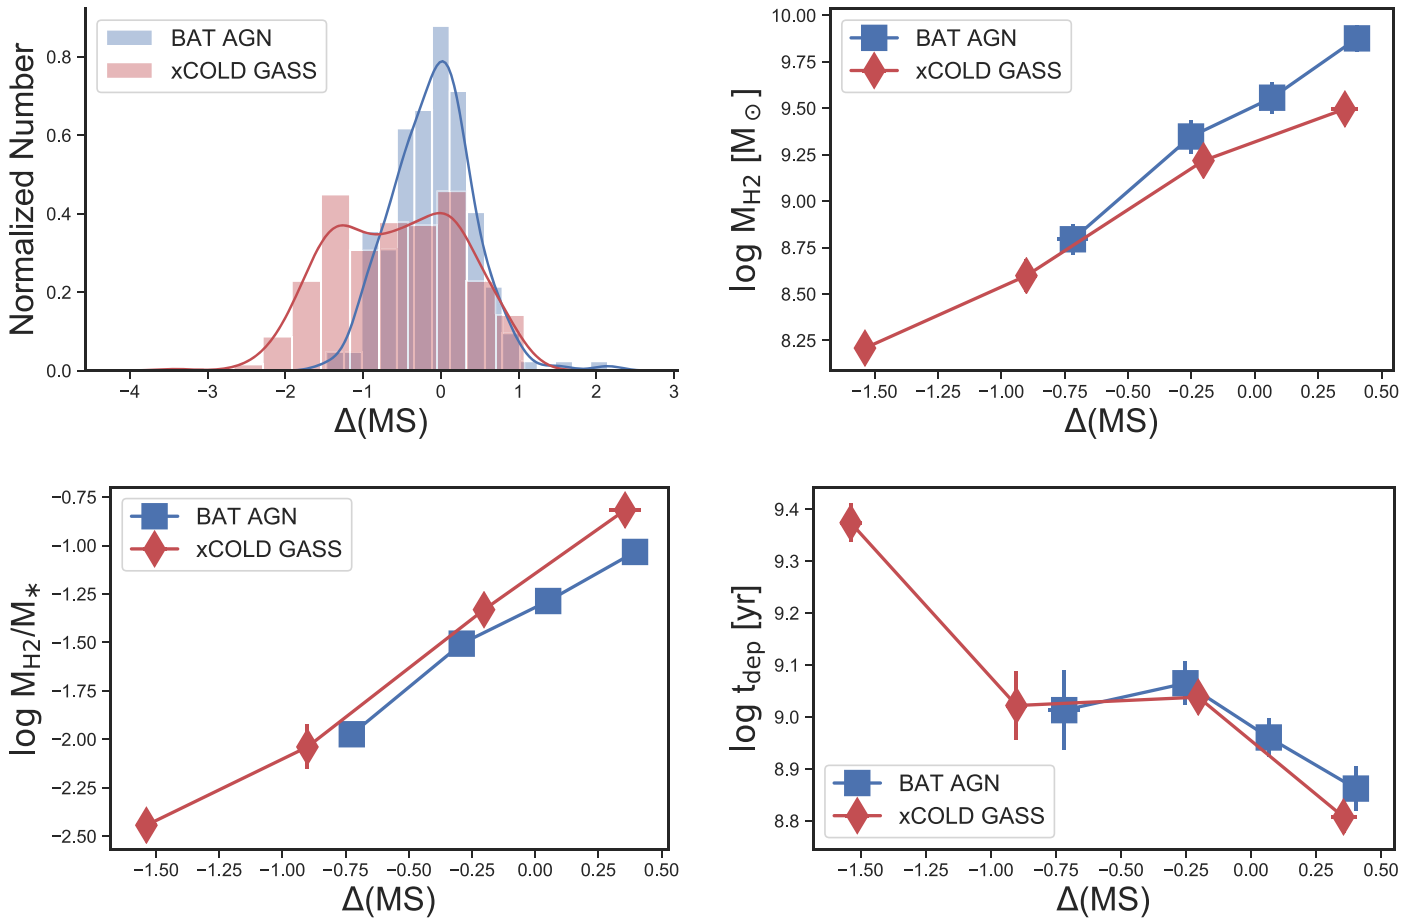 BAT AGN
xCOLD GASS
Normalized Number
0.8
0.6
0.4
0.2
0.0
−4 −3 −2 −1 0 1 2 3
Δ(MS)
BAT AGN
xCOLD GASS
log M_H2 [M_⊙]
10.00
9.75
9.50
9.25
9.00
8.75
8.50
8.25
−1.50 −1.25 −1.00 −0.75 −0.50 −0.25 0.00 0.25 0.50
Δ(MS)
BAT AGN
xCOLD GASS
log M_H2/M_*
−0.75
−1.00
−1.25
−1.50
−1.75
−2.00
−2.25
−2.50
−1.50 −1.25 −1.00 −0.75 −0.50 −0.25 0.00 0.25 0.50
Δ(MS)
log t_dep [yr]
9.4
9.3
9.2
9.1
9.0
8.9
8.8
BAT AGN
xCOLD GASS
−1.50 −1.25 −1.00 −0.75 −0.50 −0.25 0.00 0.25 0.50
Δ(MS)